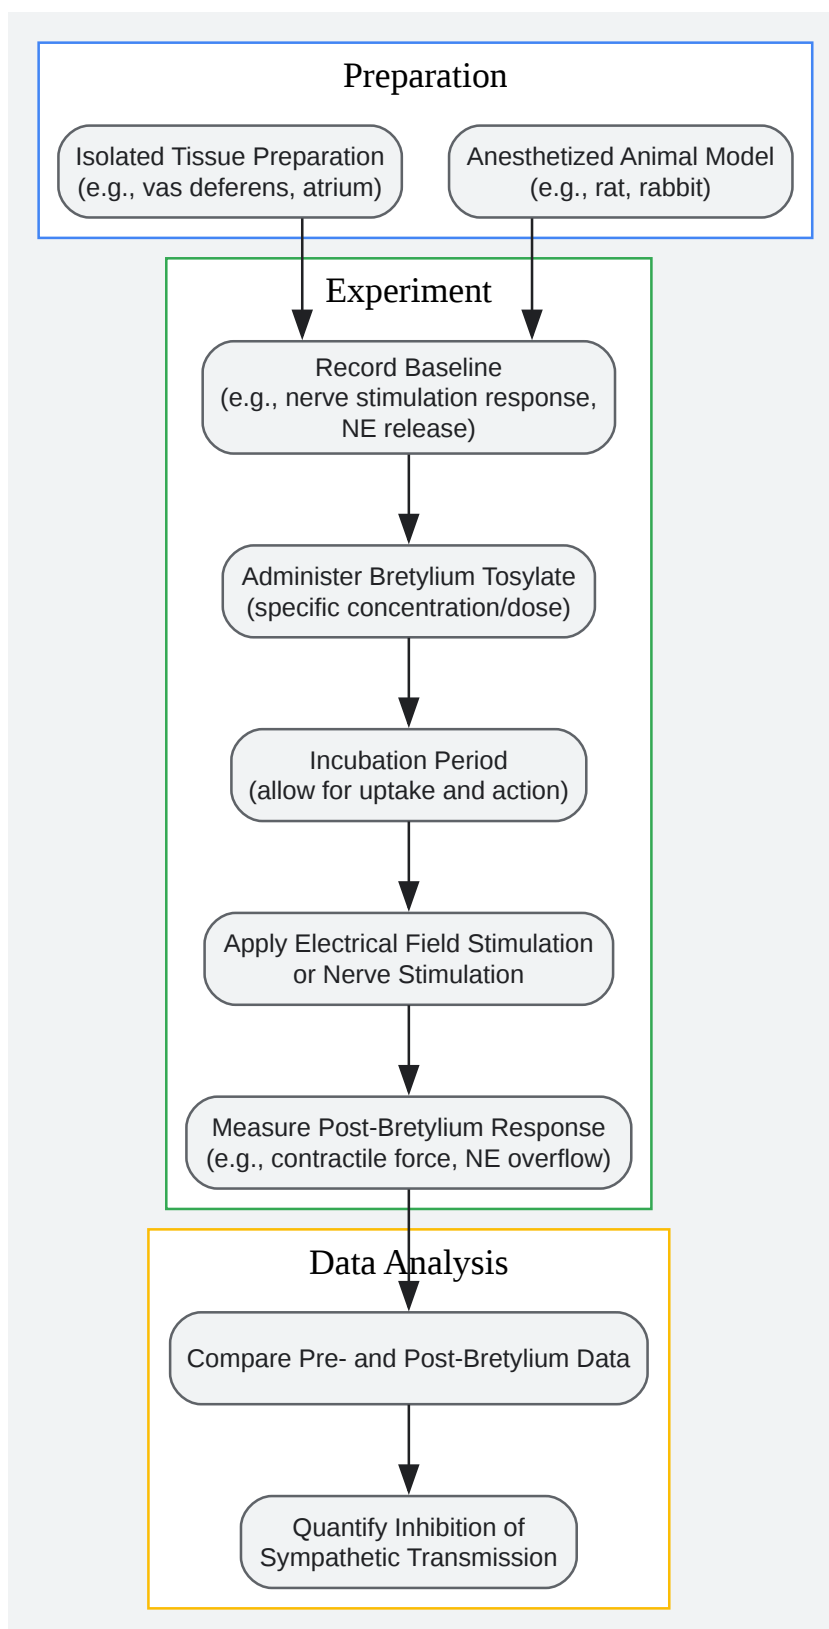 Preparation
Isolated Tissue Preparation
(e.g., vas deferens, atrium)
Anesthetized Animal Model
(e.g., rat, rabbit)
Experiment
Record Baseline
(e.g., nerve stimulation response,
NE release)
Administer Bretylium Tosylate
(specific concentration/dose)
Incubation Period
(allow for uptake and action)
Apply Electrical Field Stimulation
or Nerve Stimulation
Measure Post-Bretylium Response
(e.g., contractile force, NE overflow)
Data Analysis
Compare Pre- and Post-Bretylium Data
Quantify Inhibition of
Sympathetic Transmission